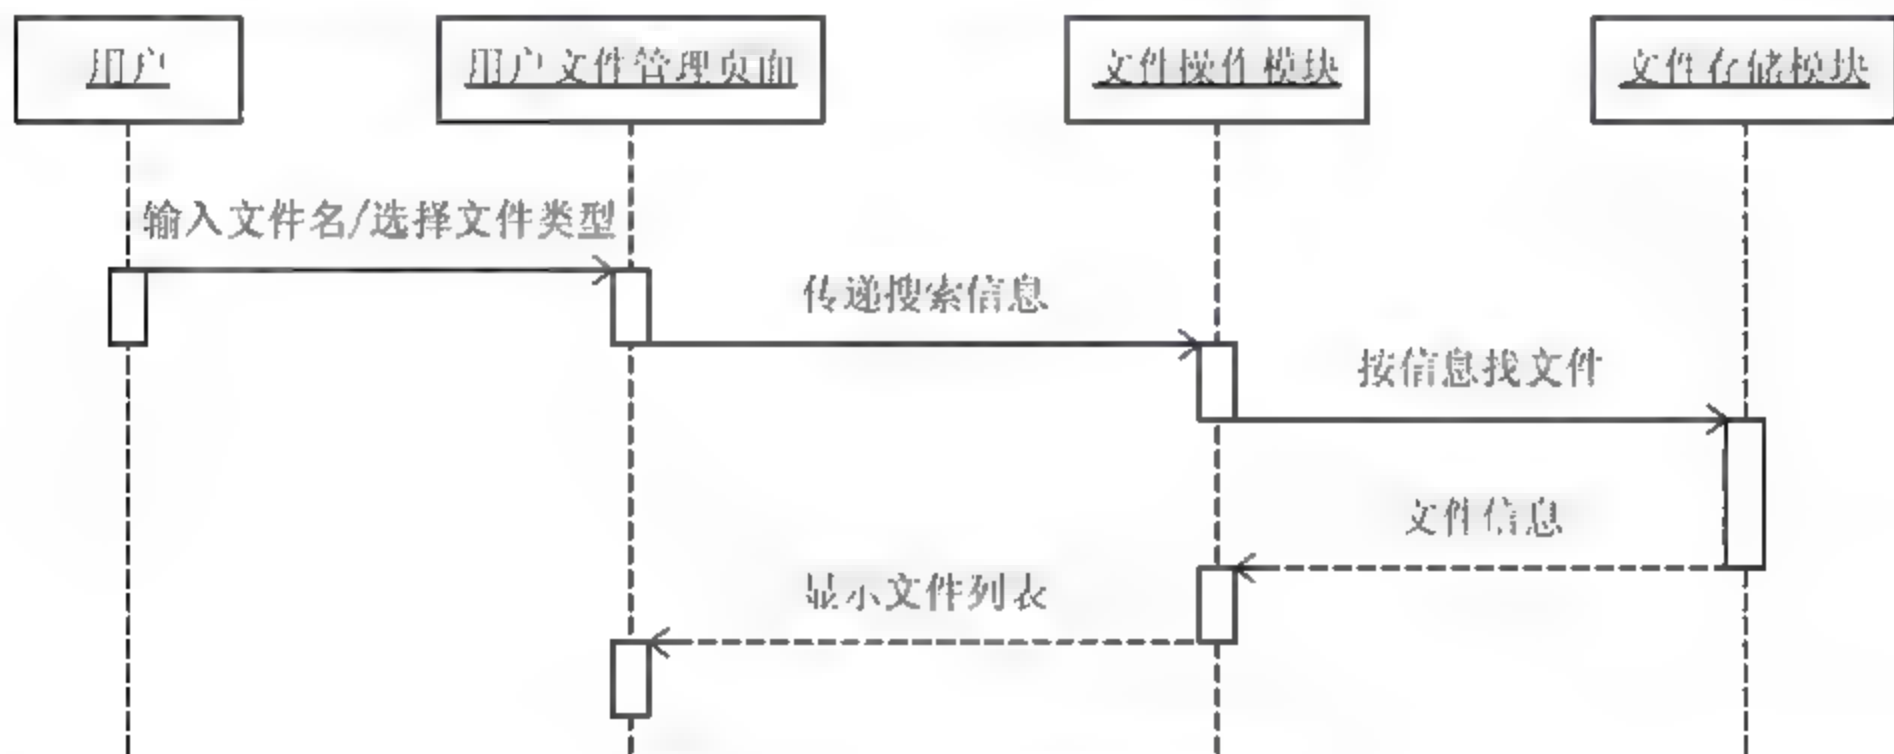 用户
用户文件管理页面
文件操作模块
文件存储模块
输入文件名/选择文件类型
传递搜索信息
按信息找文件
文件信息
显示文件列表